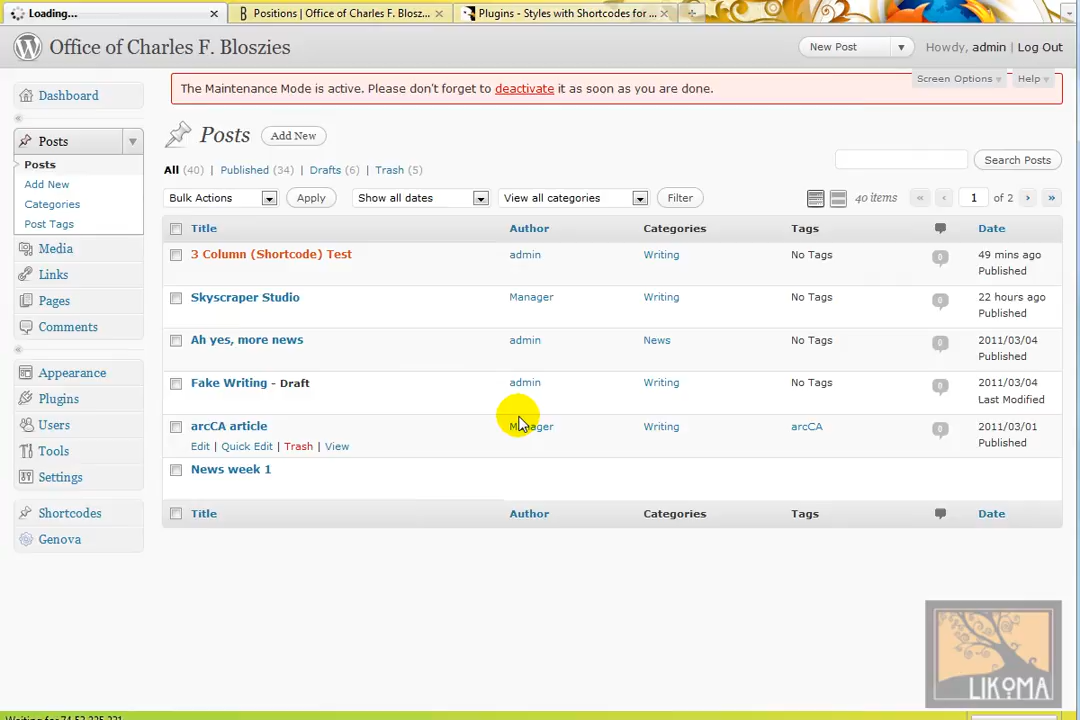 Loading...
Positions | Office of Charles F. Blosz...
Plugins - Styles with Shortcodes for ...
Office of Charles F. Bloszies
New Post
Howdy, admin | Log Out
Screen Options
Help
The Maintenance Mode is active. Please don't forget to deactivate it as soon as you are done.
Dashboard
Posts
Posts
Add New
Categories
Post Tags
Media
Links
Pages
Comments
Appearance
Plugins
Users
Tools
Settings
Shortcodes
Genova
Posts Add New
All (40) | Published (34) | Drafts (6) | Trash (5)
Search Posts
Bulk Actions Apply Show all dates View all categories Filter 40 items « ‹ 1 of 2 › »
Title Author Categories Tags Date
3 Column (Shortcode) Test admin Writing No Tags 0 49 mins ago
Published
Skyscraper Studio Manager Writing No Tags 0 22 hours ago
Published
Ah yes, more news admin News No Tags 0 2011/03/04
Published
Fake Writing - Draft admin Writing No Tags 0 2011/03/04
Last Modified
arcCA article Manager Writing arcCA 0 2011/03/01
Published
Edit | Quick Edit | Trash | View
News week 1
Title Author Categories Tags Date
LIKOMA